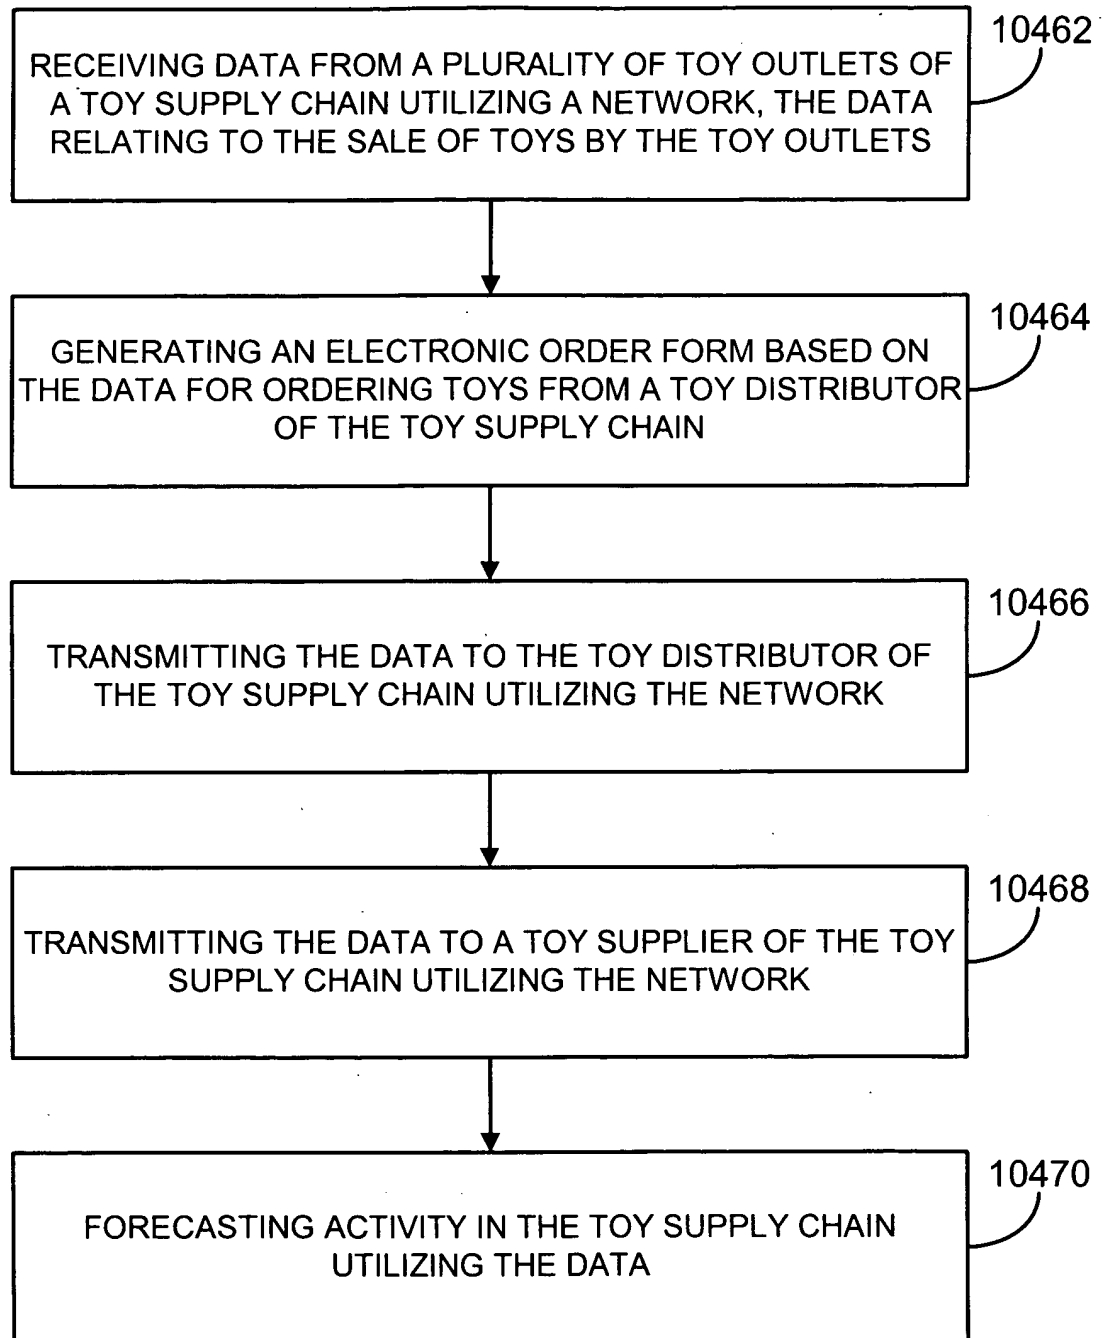 10462
RECEIVING DATA FROM A PLURALITY OF TOY OUTLETS OF
A TOY SUPPLY CHAIN UTILIZING A NETWORK, THE DATA
RELATING TO THE SALE OF TOYS BY THE TOY OUTLETS
10464
GENERATING AN ELECTRONIC ORDER FORM BASED ON
THE DATA FOR ORDERING TOYS FROM A TOY DISTRIBUTOR
OF THE TOY SUPPLY CHAIN
10466
TRANSMITTING THE DATA TO THE TOY DISTRIBUTOR OF
THE TOY SUPPLY CHAIN UTILIZING THE NETWORK
10468
TRANSMITTING THE DATA TO A TOY SUPPLIER OF THE TOY
SUPPLY CHAIN UTILIZING THE NETWORK
10470
FORECASTING ACTIVITY IN THE TOY SUPPLY CHAIN
UTILIZING THE DATA